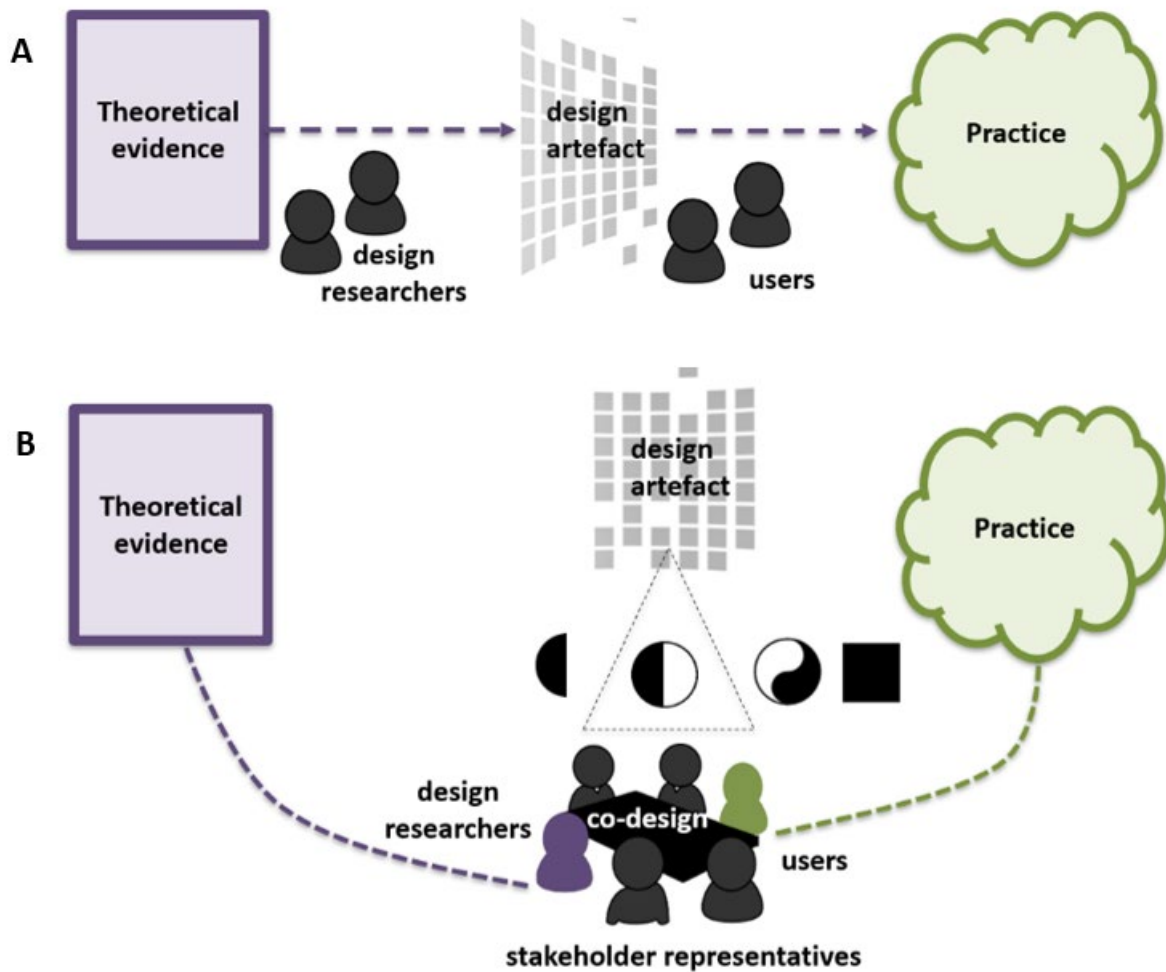 A
Theoretical
evidence
design
artefact
Practice
design
researchers
users
B
Theoretical
evidence
design
artefact
Practice
design
researchers
co-design
users
stakeholder representatives